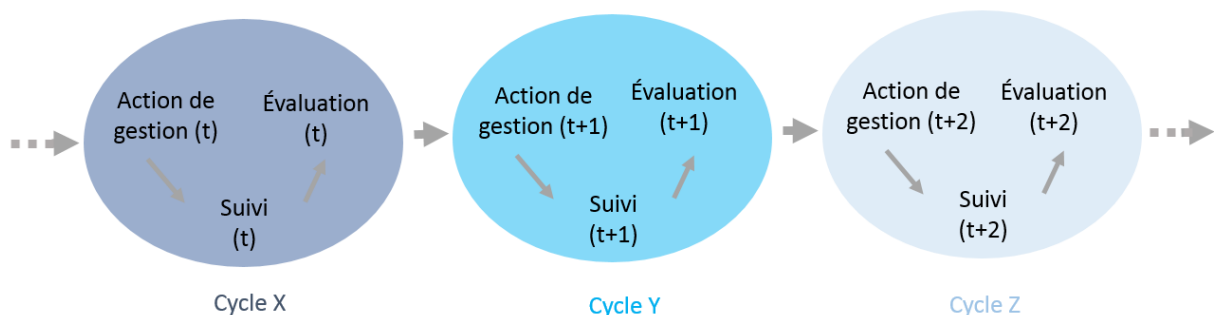 Action de
gestion (t)
Évaluation
(t)
Suivi
(t)
Cycle X
Action de
gestion (t+1)
Évaluation
(t+1)
Suivi
(t+1)
Cycle Y
Action de
gestion (t+2)
Évaluation
(t+2)
Suivi
(t+2)
Cycle Z